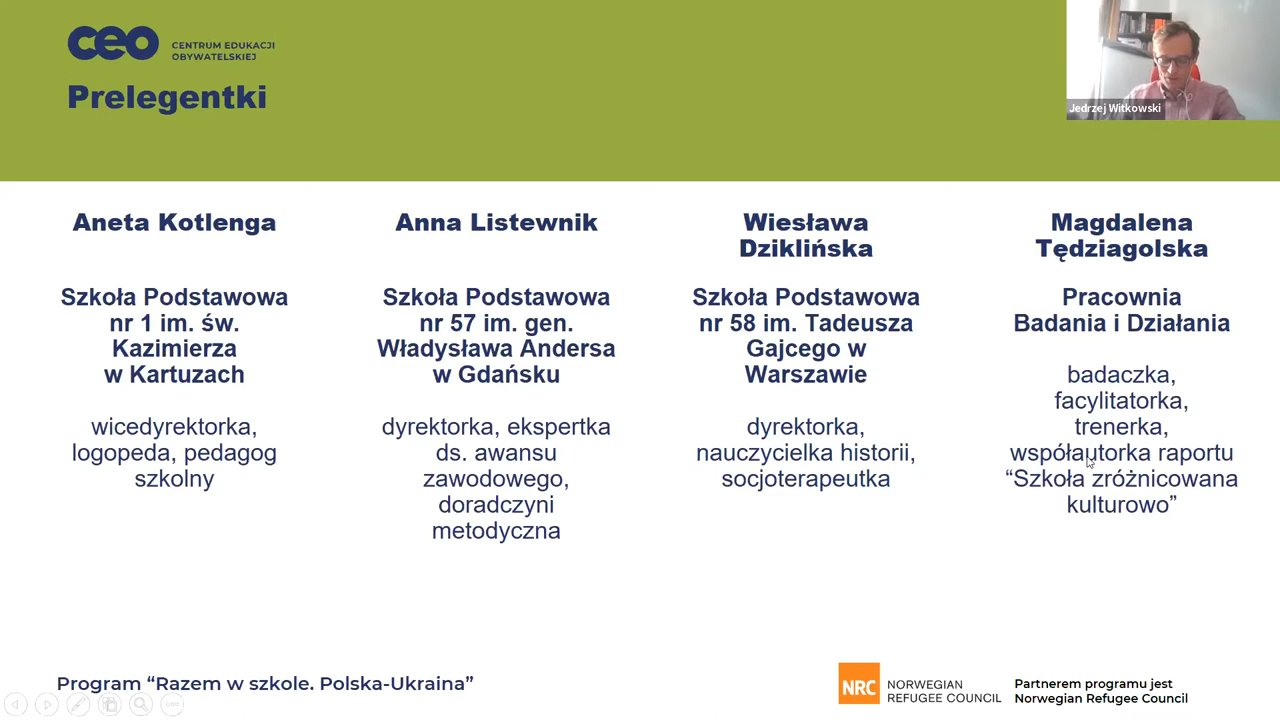 ceo
CENTRUM EDUKACJI
OBYWATELSKIEJ
Prelegentki
Jedrzej Witkowski
Aneta Kotlenga
Szkoła Podstawowa
nr 1 im. św.
Kazimierza
w Kartuzach
wicedyrektorka,
logopeda, pedagog
szkolny
Anna Listewnik
Szkoła Podstawowa
nr 57 im. gen.
Władysława Andersa
w Gdańsku
dyrektorka, ekspertka
ds. awansu
zawodowego,
doradczyni
metodyczna
Wiesława
Dziklińska
Szkoła Podstawowa
nr 58 im. Tadeusza
Gajcego w
Warszawie
dyrektorka,
nauczycielka historii,
socjoterapeutka
Magdalena
Tędziagolska
Pracownia
Badania i Działania
badaczka,
facylitatorka,
trenerka,
współautorka raportu
“Szkoła zróżnicowana
kulturowo”
Program “Razem w szkole. Polska-Ukraina”
NRC
NORWEGIAN
REFUGEE COUNCIL
Partnerem programu jest
Norwegian Refugee Council